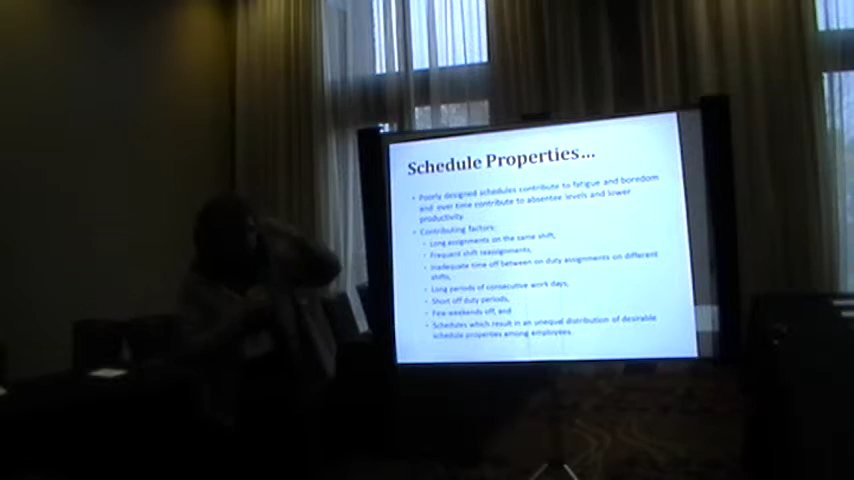 Schedule Properties...
• Poorly designed schedules contribute to fatigue and boredom
and over time contribute to absentee levels and lower
productivity.
• Contributing factors:
• Long assignments on the same shift,
• Frequent shift reassignments,
• Inadequate time off between on duty assignments on different
shifts,
• Long periods of consecutive work days,
• Short off duty periods,
• Few weekends off, and
• Schedules which result in an unequal distribution of desirable
schedule properties among employees.